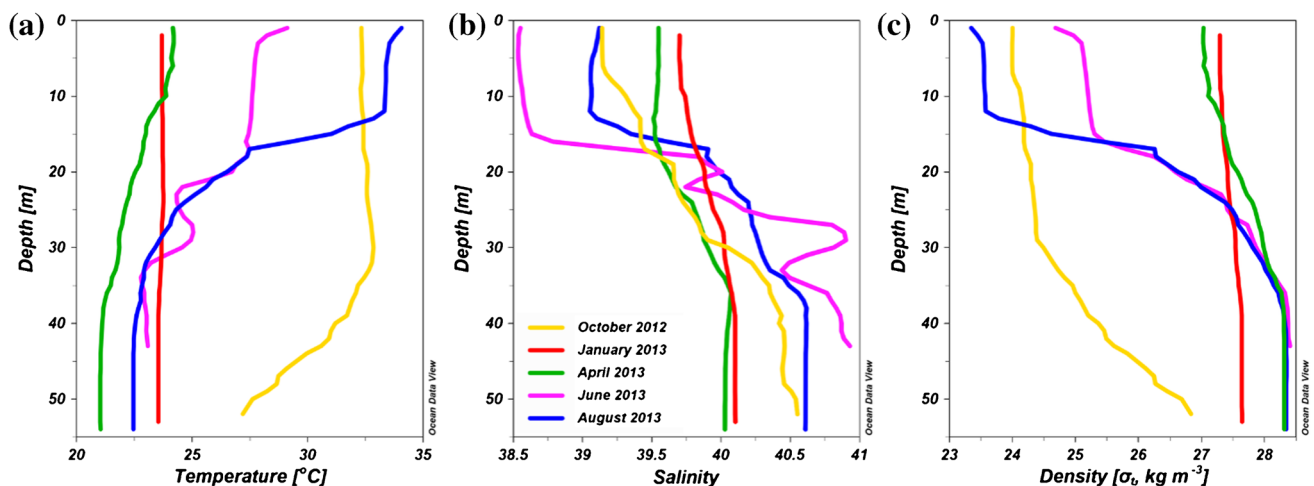 (a)
0
10
20
30
40
50
Depth [m]
20 25 30 35
Temperature [°C]
Ocean Data View
(b)
0
10
20
30
40
50
Depth [m]
October 2012
January 2013
April 2013
June 2013
August 2013
38.5 39 39.5 40 40.5 41
Salinity
Ocean Data View
(c)
0
10
20
30
40
50
Depth [m]
23 24 25 26 27 28
Density [σt, kg m⁻³]
Ocean Data View